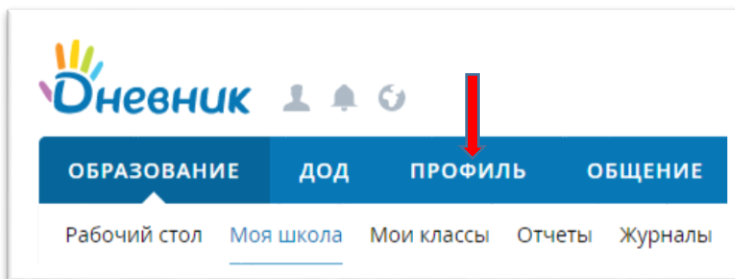 Дневник
ОБРАЗОВАНИЕ ДОД ПРОФИЛЬ ОБЩЕНИЕ
Рабочий стол Моя школа Мои классы Отчеты Журналы